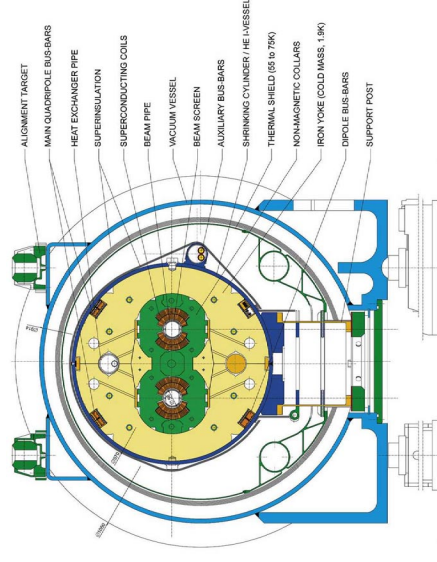 ALIGNMENT TARGET
MAIN QUADRIPOLE BUS-BARS
HEAT EXCHANGER PIPE
SUPERINSULATION
SUPERCONDUCTING COILS
BEAM PIPE
VACUUM VESSEL
BEAM SCREEN
AUXILIARY BUS-BARS
SHRINKING CYLINDER / HE I-VESSEL
THERMAL SHIELD (55 to 75K)
NON-MAGNETIC COLLARS
IRON YOKE (COLD MASS, 1.9K)
DIPOLE BUS-BARS
SUPPORT POST